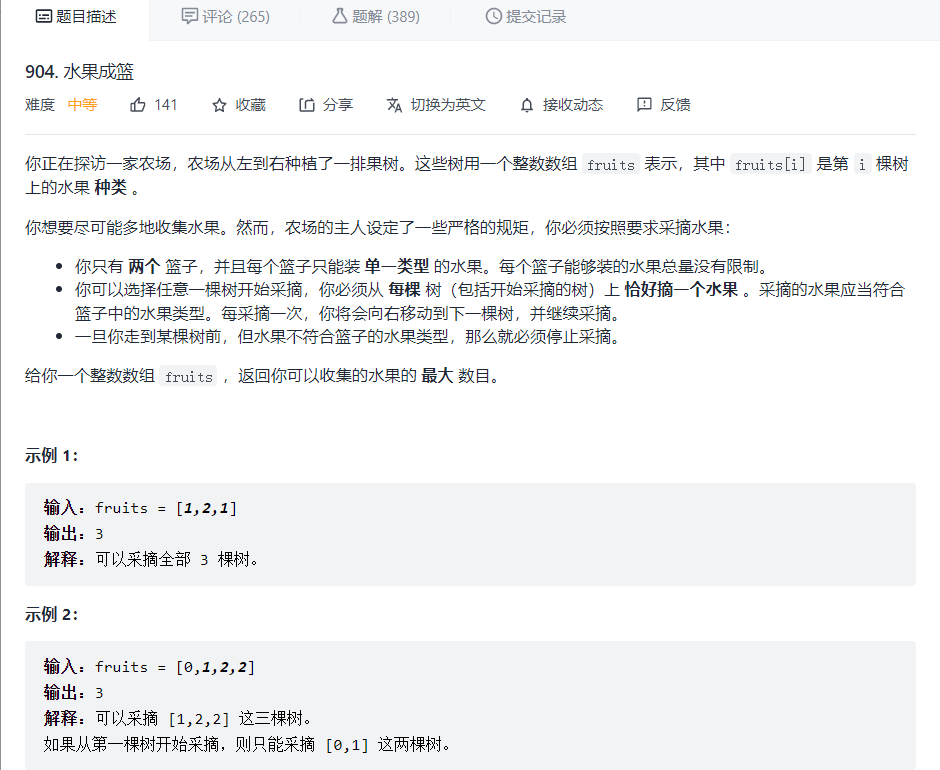 题目描述 评论 (265) 题解 (389) 提交记录
904. 水果成篮
难度 中等 141 收藏 分享 切换为英文 接收动态 反馈
你正在探访一家农场，农场从左到右种植了一排果树。这些树用一个整数数组 fruits 表示，其中 fruits[i] 是第 i 棵树
上的水果 种类 。
你想要尽可能多地收集水果。然而，农场的主人设定了一些严格的规矩，你必须按照要求采摘水果：
• 你只有 两个 篮子，并且每个篮子只能装 单一类型 的水果。每个篮子能够装的水果总量没有限制。
• 你可以选择任意一棵树开始采摘，你必须从 每棵 树（包括开始采摘的树）上 恰好摘一个水果 。采摘的水果应当符合
篮子中的水果类型。每采摘一次，你将会向右移动到下一棵树，并继续采摘。
• 一旦你走到某棵树前，但水果不符合篮子的水果类型，那么就必须停止采摘。
给你一个整数数组 fruits ，返回你可以收集的水果的 最大 数目。
示例 1：
输入：fruits = [1,2,1]
输出：3
解释：可以采摘全部 3 棵树。
示例 2：
输入：fruits = [0,1,2,2]
输出：3
解释：可以采摘 [1,2,2] 这三棵树。
如果从第一棵树开始采摘，则只能采摘 [0,1] 这两棵树。